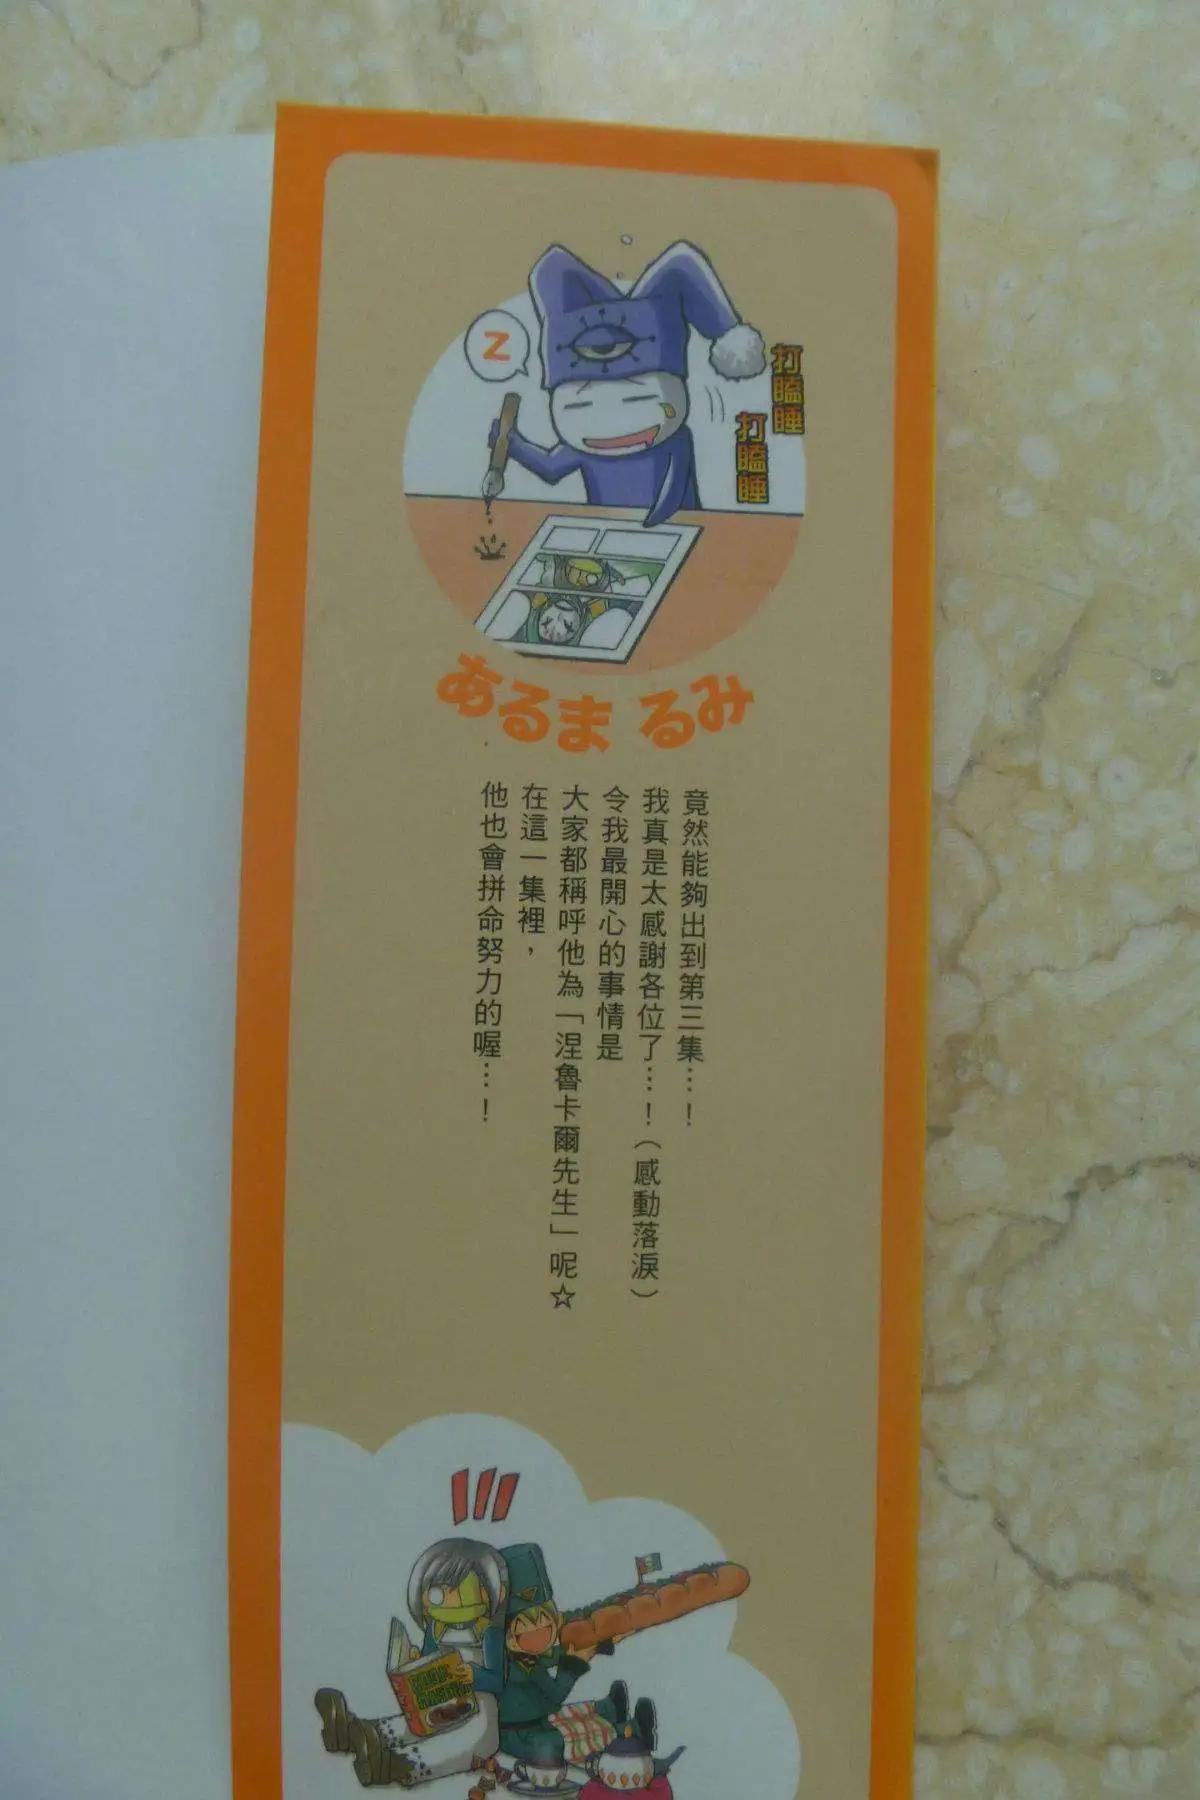 Z
打瞌睡
打瞌睡
あるま るみ
竟然能夠出到第三集…！
我真是太感謝各位了…！（感動落淚）
令我最開心的事情是
大家都稱呼他為「涅魯卡爾先生」呢☆
在這一集裡，
他也會拼命努力的喔…！